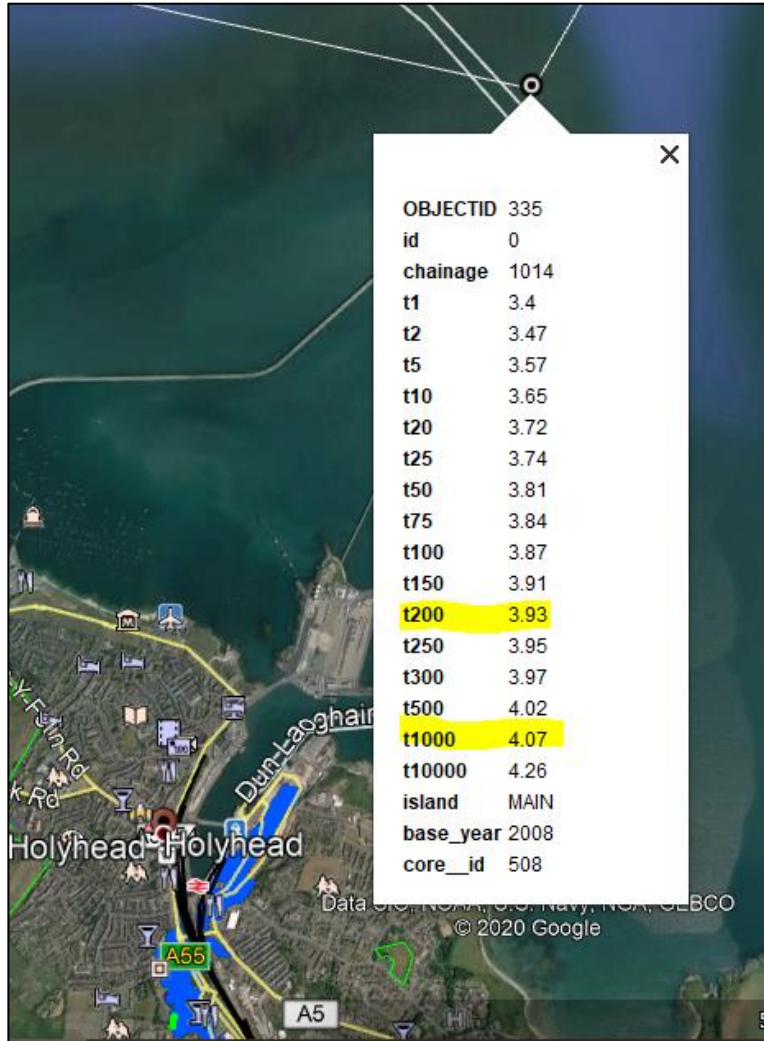 OBJECTID 335
id 0
chainage 1014
t1 3.4
t2 3.47
t5 3.57
t10 3.65
t20 3.72
t25 3.74
t50 3.81
t75 3.84
t100 3.87
t150 3.91
t200 3.93
t250 3.95
t300 3.97
t500 4.02
t1000 4.07
t10000 4.26
island MAIN
base_year 2008
core__id 508
M
Rd
Dun-Laoghair
Rd
Holyhead Holyhead
© 2020 Google
A55
A5
H